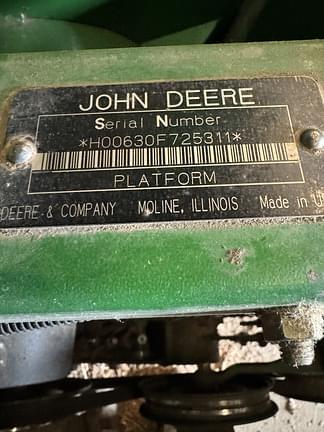 JOHN DEERE
Serial Number
*H00630F725311*
PLATFORM
DEERE & COMPANY MOLINE, ILLINOIS Made in U